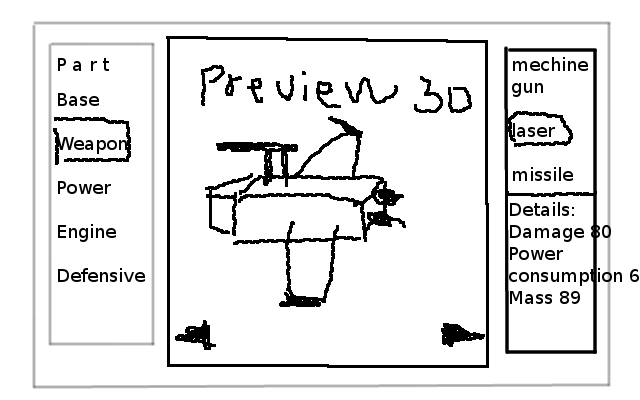 Part
Base
Weapon
Power
Engine
Defensive
Preview 3D
mechine
gun
laser
missile
Details:
Damage 80
Power
consumption 6
Mass 89